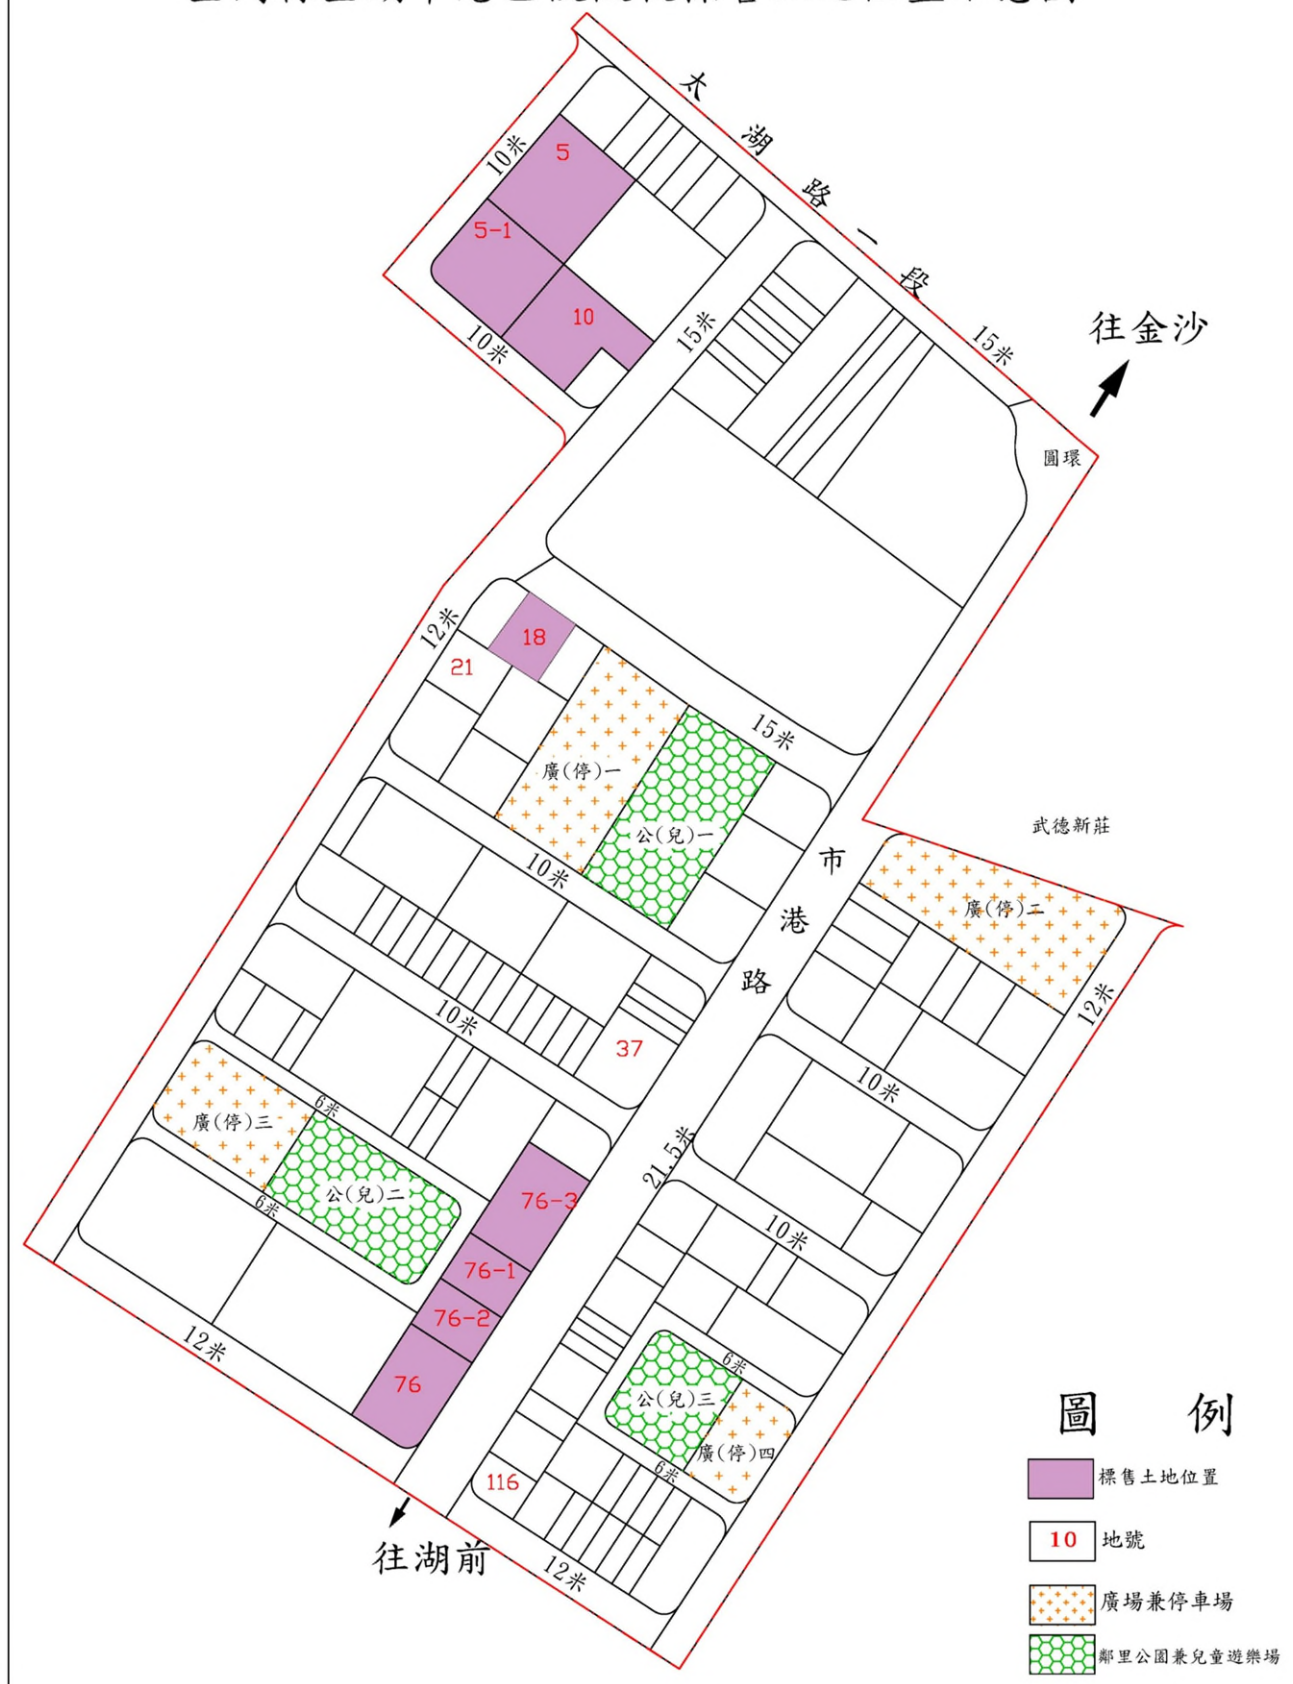 太湖路一段
10米
5
5-1
10
10米
15米
15米
往金沙
圓環
12米
18
21
15米
廣(停)一
公(兒)一
10米
武德新莊
市港路
廣(停)二
12米
10米
37
10米
21.5米
10米
6米
廣(停)三
公(兒)二
6米
76-3
76-1
76-2
76
12米
6米
公(兒)三
廣(停)四
6米
116
12米
往湖前
圖 例
標售土地位置
10 地號
廣場兼停車場
鄰里公園兼兒童遊樂場